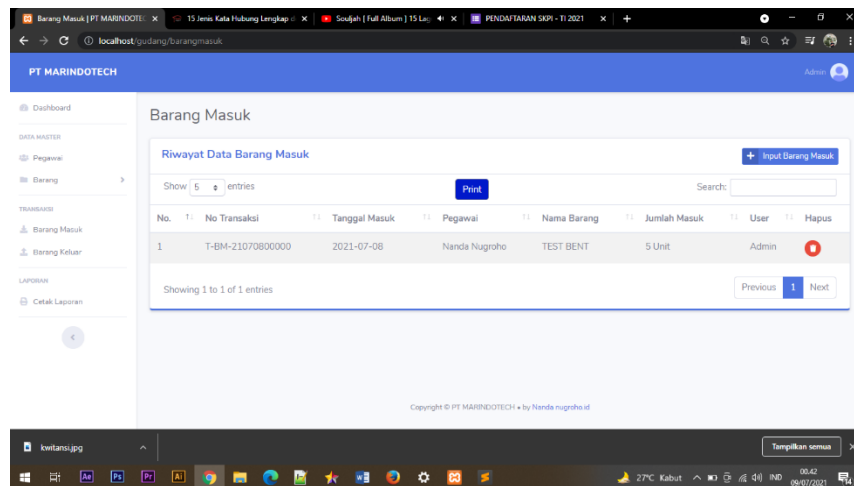 Barang Masuk | PT MARINDOTEC
15 Jenis Kata Hubung Lengkap d
Souljah [ Full Album ] 15 Lag
PENDAFTARAN SKPI - TI 2021
localhost/gudang/barangmasuk
PT MARINDOTECH
Admin
Dashboard
DATA MASTER
Pegawai
Barang
TRANSAKSI
Barang Masuk
Barang Keluar
LAPORAN
Cetak Laporan
Barang Masuk
Riwayat Data Barang Masuk
+ Input Barang Masuk
Show 5 entries
Print
Search:
No. No Transaksi Tanggal Masuk Pegawai Nama Barang Jumlah Masuk User Hapus
1 T-BM-21070800000 2021-07-08 Nanda Nugroho TEST BENT 5 Unit Admin
Showing 1 to 1 of 1 entries
Previous 1 Next
Copyright © PT MARINDOTECH • by Nanda nugroho.id
kwitansi.jpg
Tampilkan semua
Ae Ps Pr Ai
27°C Kabut
IND
00.42
09/07/2021